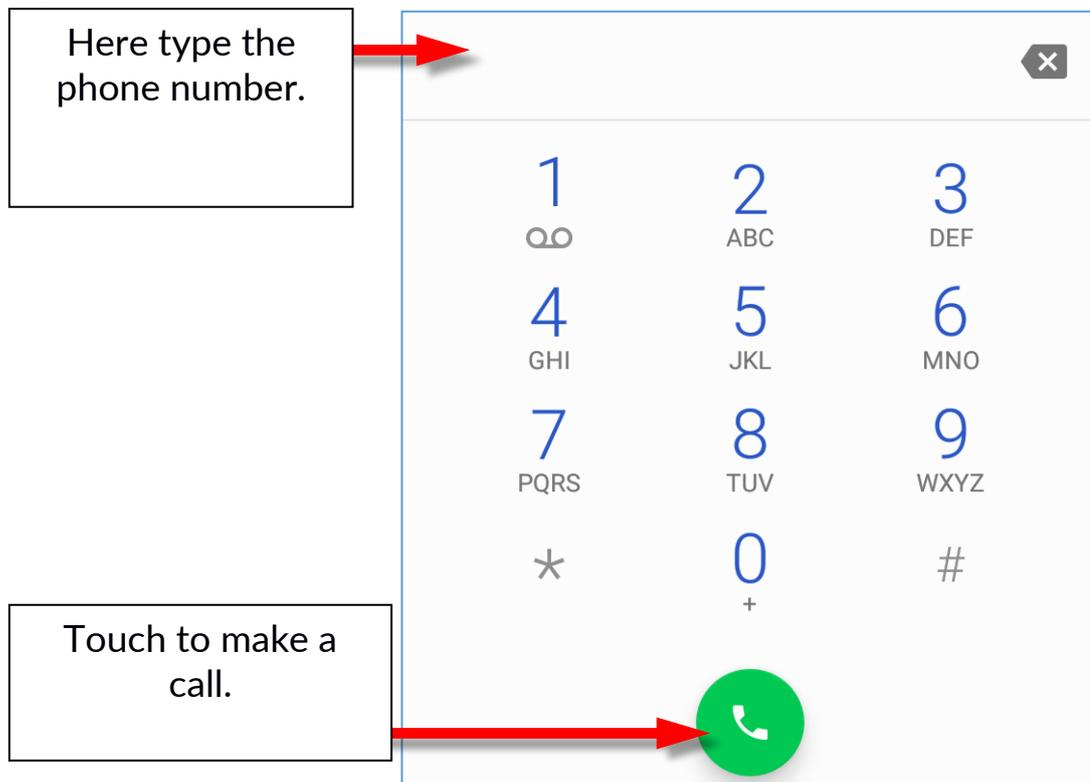 Here type the
phone number.
1 2 3
ABC DEF
4 5 6
GHI JKL MNO
7 8 9
PQRS TUV WXYZ
* 0 #
+
Touch to make a
call.